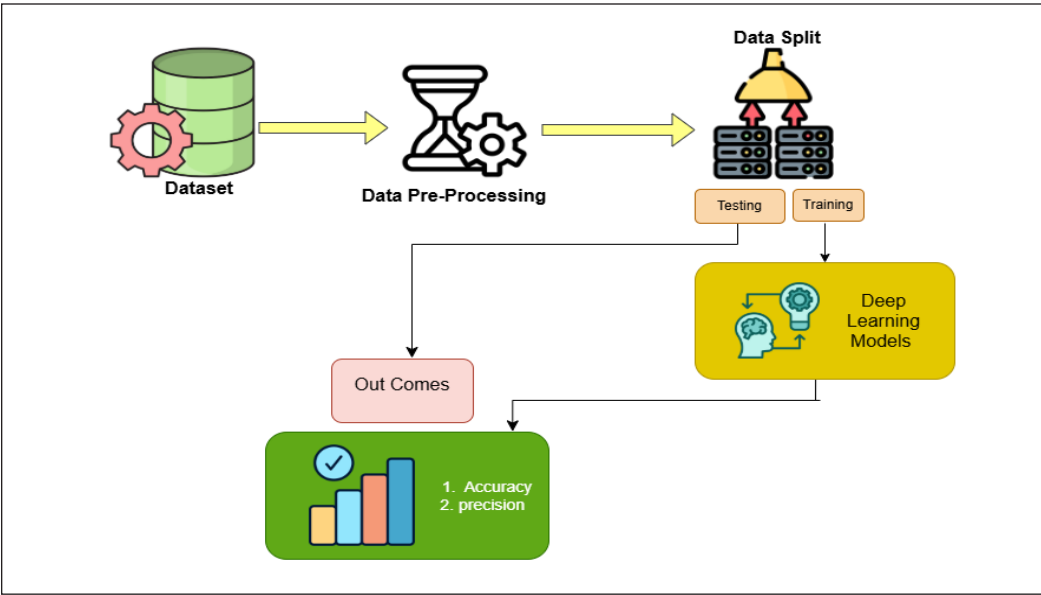 Data Split
Dataset
Data Pre-Processing
Testing
Training
Deep
Learning
Models
Out Comes
1. Accuracy
2. precision